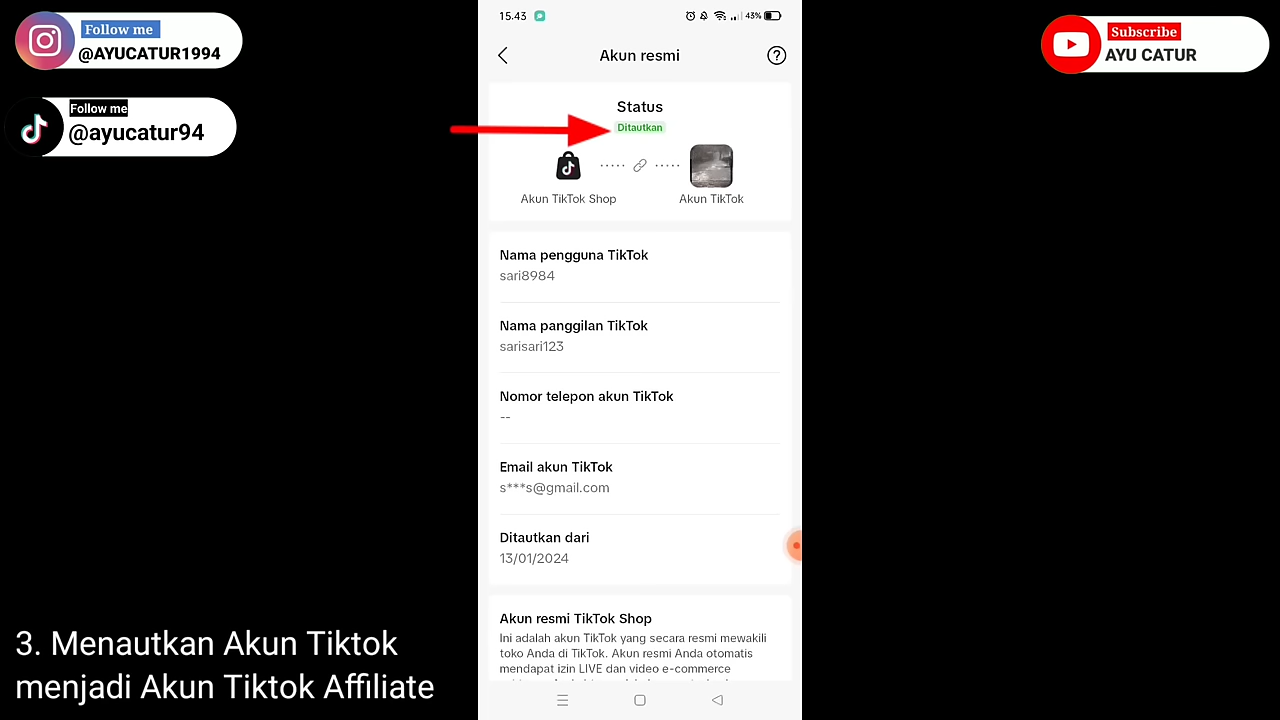 Follow me
@AYUCATUR1994
Follow me
@ayucatur94
Subscribe
AYU CATUR
15.43
43%
Akun resmi
Status
Ditautkan
Akun TikTok Shop
Akun TikTok
Nama pengguna TikTok
sari8984
Nama panggilan TikTok
sarisari123
Nomor telepon akun TikTok
--
Email akun TikTok
s***s@gmail.com
Ditautkan dari
13/01/2024
Akun resmi TikTok Shop
Ini adalah akun TikTok yang secara resmi mewakili
toko Anda di TikTok. Akun resmi Anda otomatis
mendapat izin LIVE dan video e-commerce
3. Menautkan Akun Tiktok
menjadi Akun Tiktok Affiliate